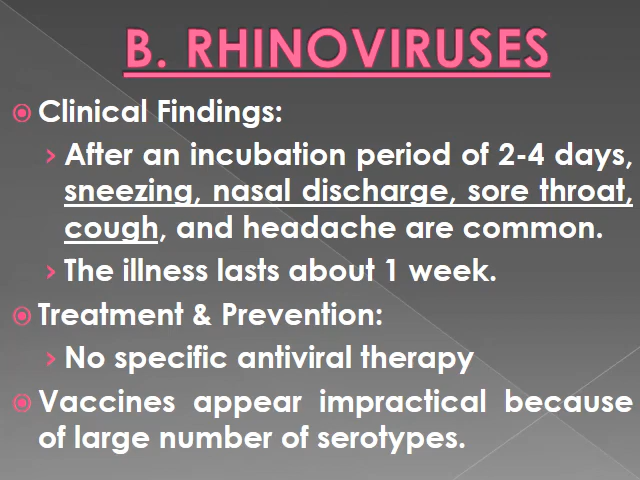 B. RHINOVIRUSES
Clinical Findings:
After an incubation period of 2-4 days,
sneezing, nasal discharge, sore throat,
cough, and headache are common.
The illness lasts about 1 week.
Treatment & Prevention:
No specific antiviral therapy
Vaccines appear impractical because
of large number of serotypes.